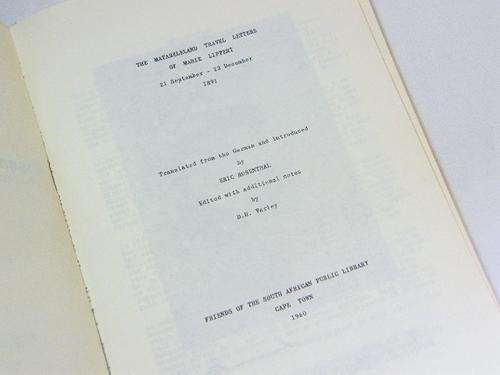 THE MATABELELAND TRAVEL LETTERS
OF MARIE LIPPERT
21 September - 23 December
1891
Translated from the German and introduced
by
ERIC ROSENTHAL
Edited with additional notes
by
D.H. Varley
FRIENDS OF THE SOUTH AFRICAN PUBLIC LIBRARY
CAPE TOWN
1960